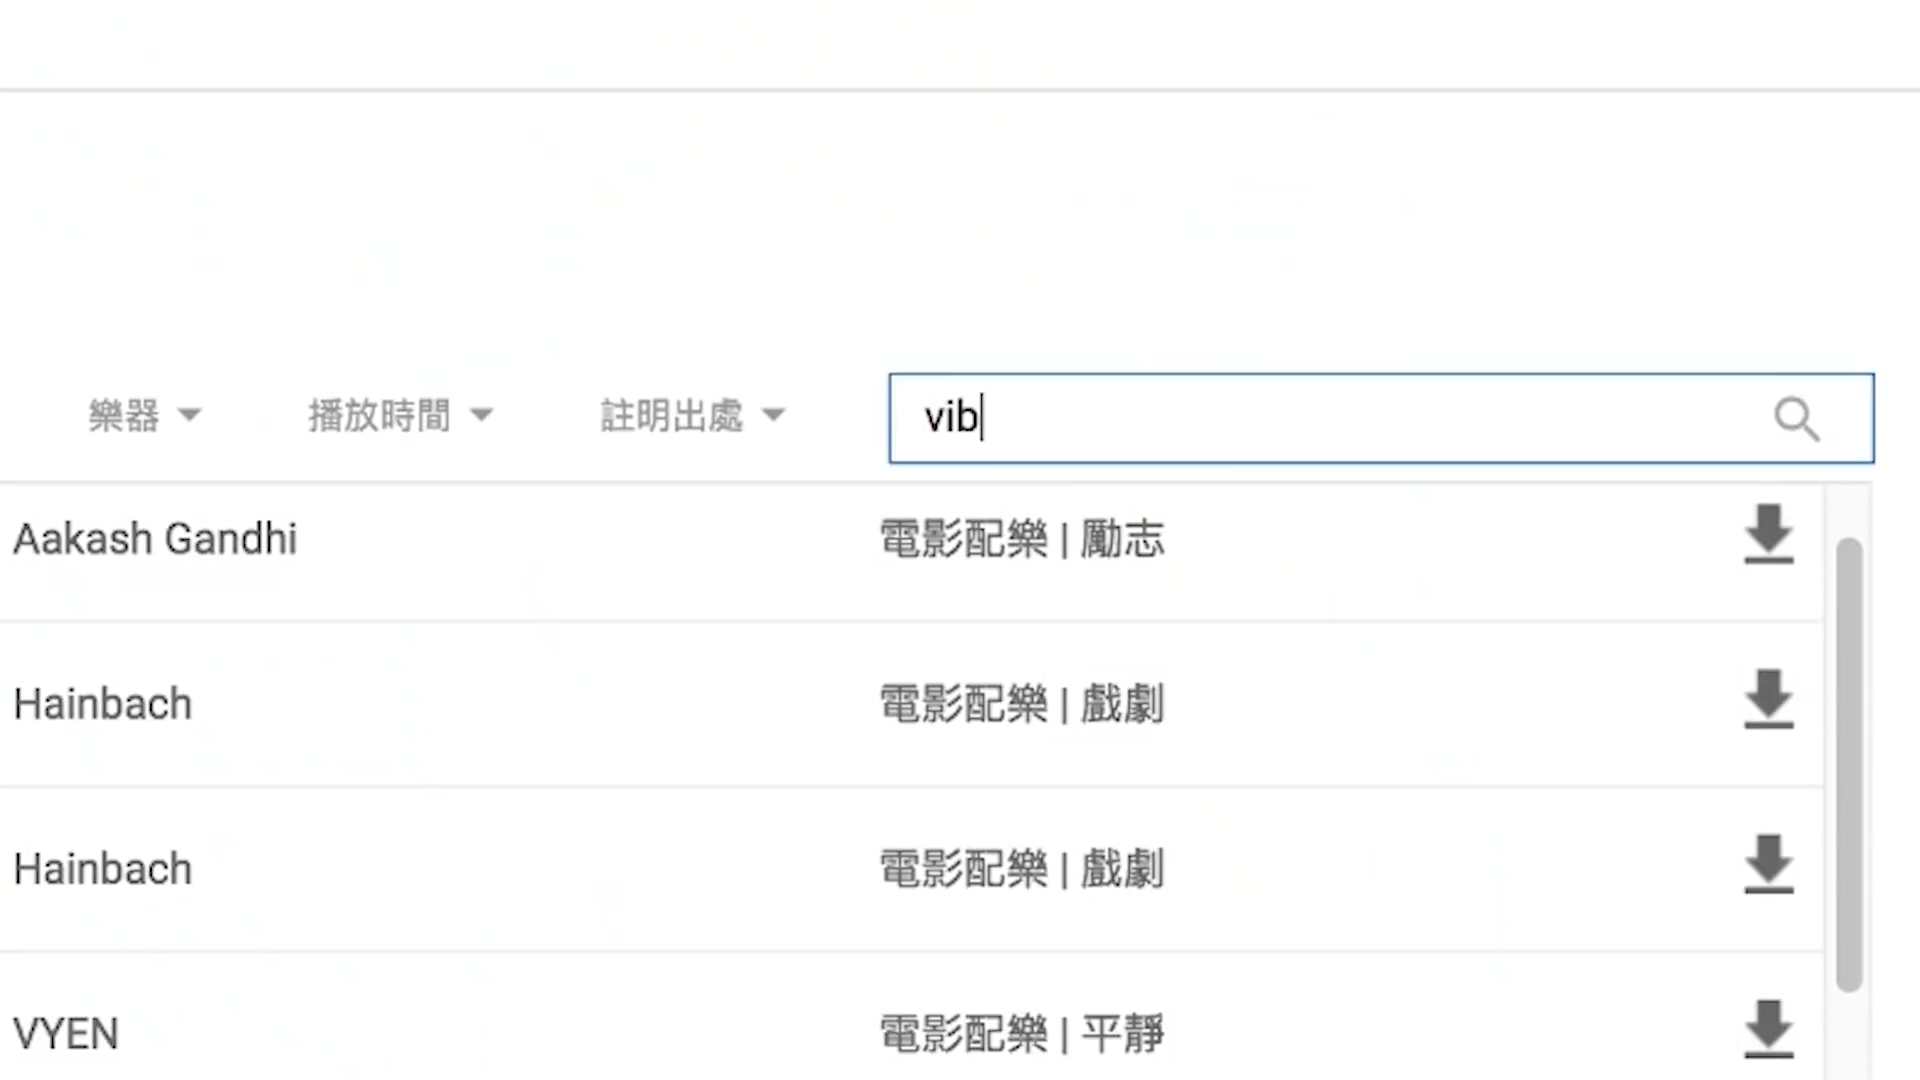 樂器 播放時間 註明出處 vib
Aakash Gandhi 電影配樂 | 勵志
Hainbach 電影配樂 | 戲劇
Hainbach 電影配樂 | 戲劇
VYEN 電影配樂 | 平靜